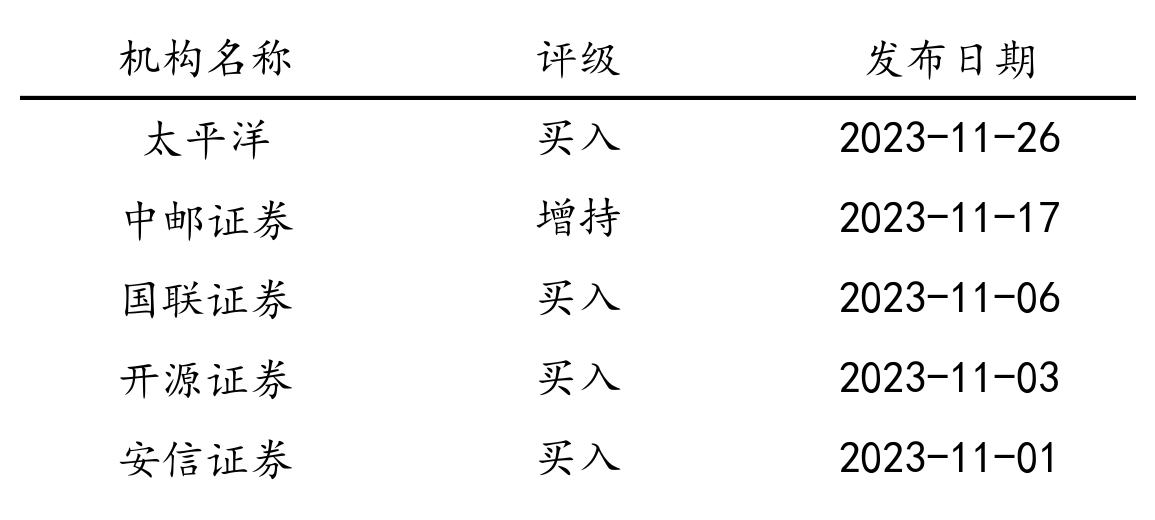 机构名称 评级 发布日期
太平洋 买入 2023-11-26
中邮证券 增持 2023-11-17
国联证券 买入 2023-11-06
开源证券 买入 2023-11-03
安信证券 买入 2023-11-01